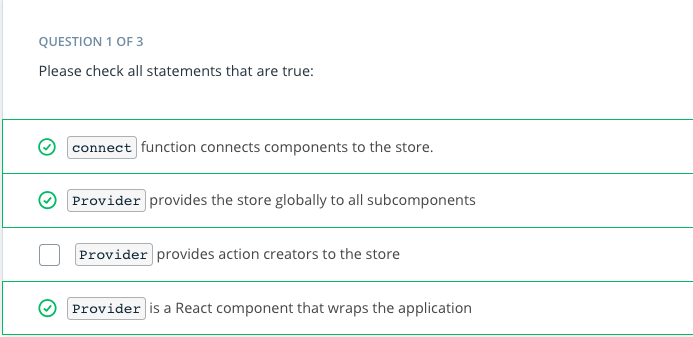 QUESTION 1 OF 3
Please check all statements that are true:
connect function connects components to the store.
Provider provides the store globally to all subcomponents
Provider provides action creators to the store
Provider is a React component that wraps the application